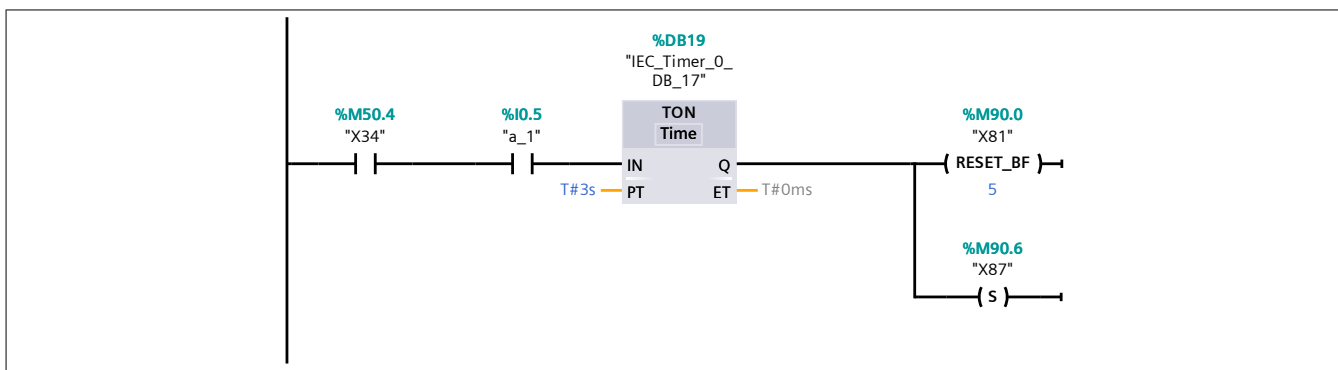 %DB19
"IEC_Timer_0_
DB_17"
%M50.4
"X34"
%I0.5
"a_1"
TON
Time
%M90.0
"X81"
IN
Q
RESET_BF
T#3s
PT
ET
T#0ms
5
%M90.6
"X87"
S